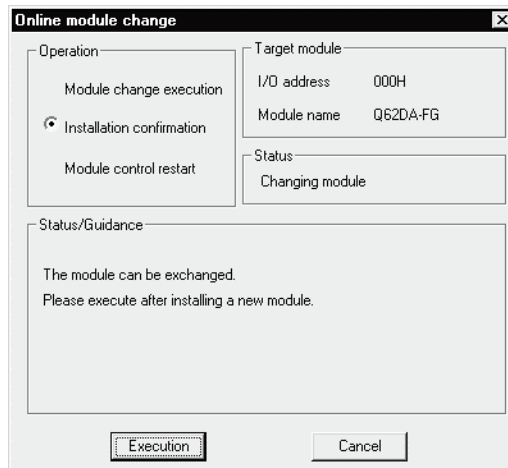 Online module change
Operation
Module change execution
Installation confirmation
Module control restart
Target module
I/O address 000H
Module name Q62DA-FG
Status
Changing module
Status/Guidance
The module can be exchanged.
Please execute after installing a new module.
Execution Cancel